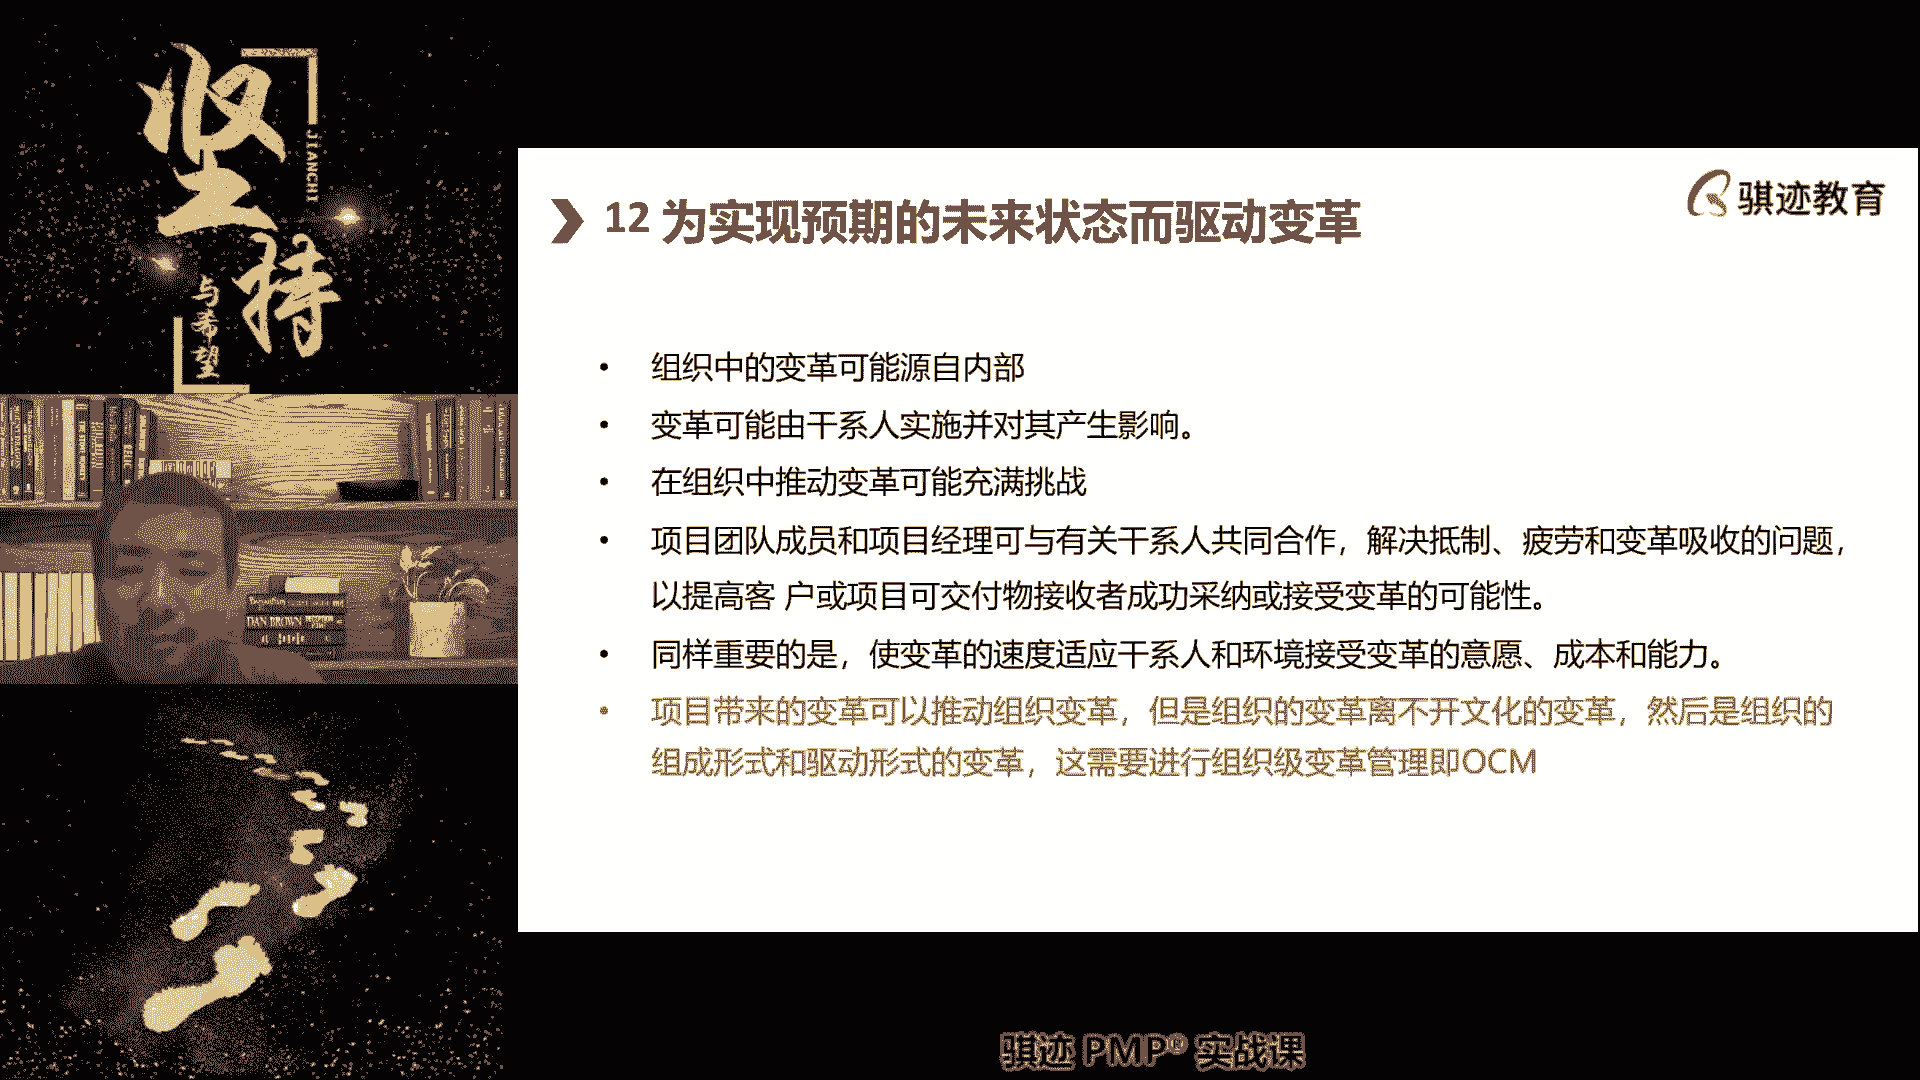 坚持
JIANCHI
与希望
DAN BROWN
骐迹教育
12 为实现预期的未来状态而驱动变革
• 组织中的变革可能源自内部
• 变革可能由干系人实施并对其产生影响。
• 在组织中推动变革可能充满挑战
• 项目团队成员和项目经理可与有关干系人共同合作，解决抵制、疲劳和变革吸收的问题，
以提高客 户或项目可交付物接收者成功采纳或接受变革的可能性。
• 同样重要的是，使变革的速度适应干系人和环境接受变革的意愿、成本和能力。
• 项目带来的变革可以推动组织变革，但是组织的变革离不开文化的变革，然后是组织的
组成形式和驱动形式的变革，这需要进行组织级变革管理即OCM
骐迹 PMP® 实战课